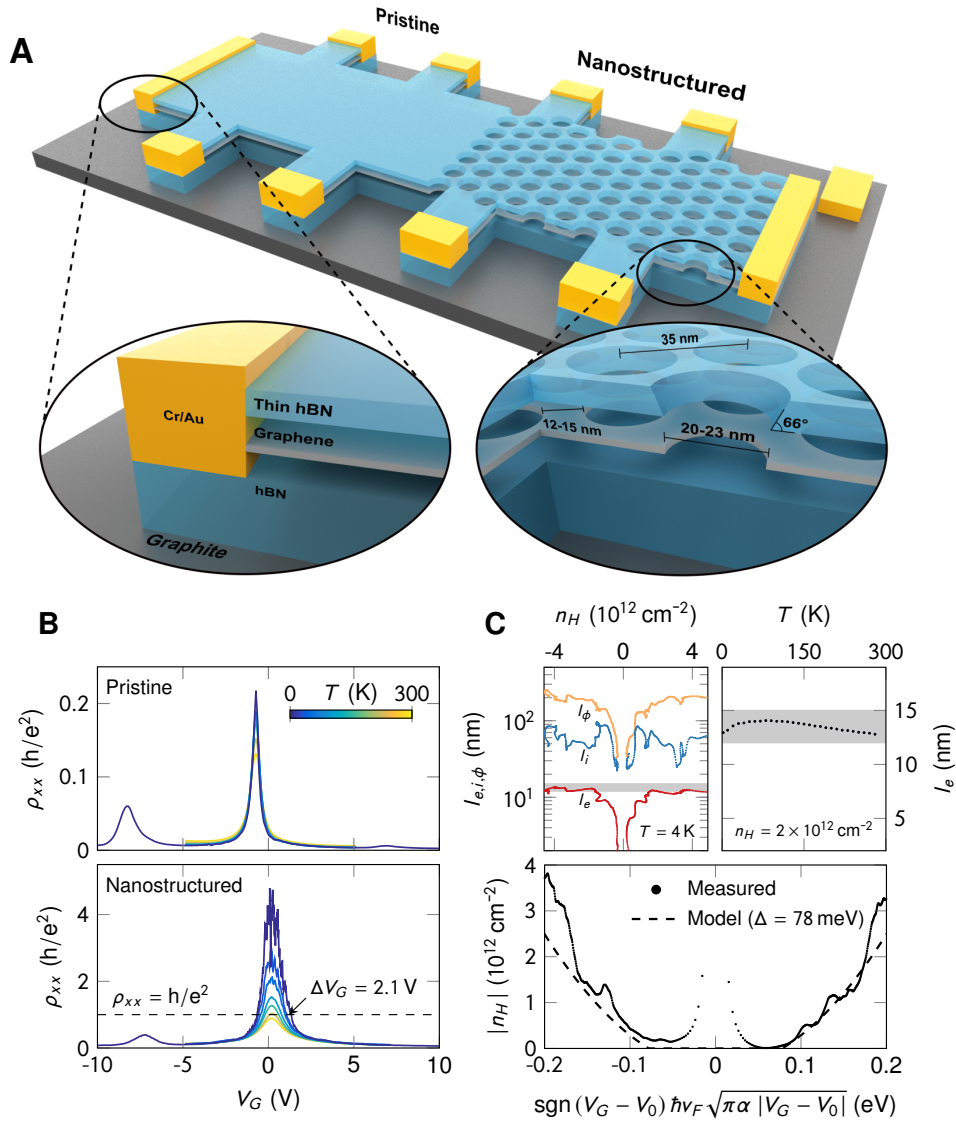 A
Pristine
Nanostructured
Cr/Au
Thin hBN
Graphene
hBN
Graphite
35 nm
12-15 nm
20-23 nm
66°
B
Pristine
0 T (K) 300
0.2
0.1
0
ρxx (h/e²)
Nanostructured
4
2
0
ρxx (h/e²)
ρxx = h/e²
ΔVG = 2.1 V
-10 -5 0 5 10
VG (V)
C
nH (10¹² cm⁻²)
-4 0 4
T (K)
0 150 300
le,i,ϕ (nm)
10²
10¹
lϕ
li
le
T = 4 K
nH = 2 × 10¹² cm⁻²
15
10
5
le (nm)
Measured
Model (Δ = 78 meV)
4
3
2
1
0
|nH| (10¹² cm⁻²)
-0.2 -0.1 0 0.1 0.2
sgn (VG − V0) ℏvF √πα |VG − V0| (eV)